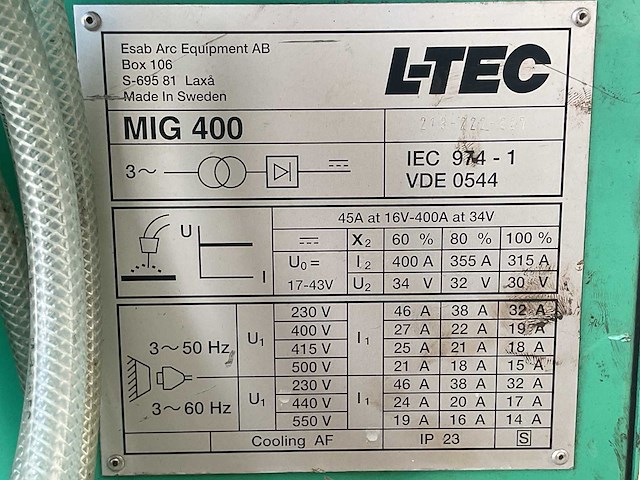 Esab Arc Equipment AB
Box 106
S-695 81 Laxå
Made In Sweden
L-TEC
MIG 400
3~
IEC 974-1
VDE 0544
45A at 16V-400A at 34V
U
I
X2 60 % 80 % 100 %
U0= I2 400 A 355 A 315 A
17-43V U2 34 V 32 V 30 V
3~50 Hz U1 I1
230 V 46 A 38 A 32 A
400 V 27 A 22 A 19 A
415 V 25 A 21 A 18 A
500 V 21 A 18 A 15 A
3~60 Hz U1 I1
230 V 46 A 38 A 32 A
440 V 24 A 20 A 17 A
550 V 19 A 16 A 14 A
Cooling AF IP 23 S